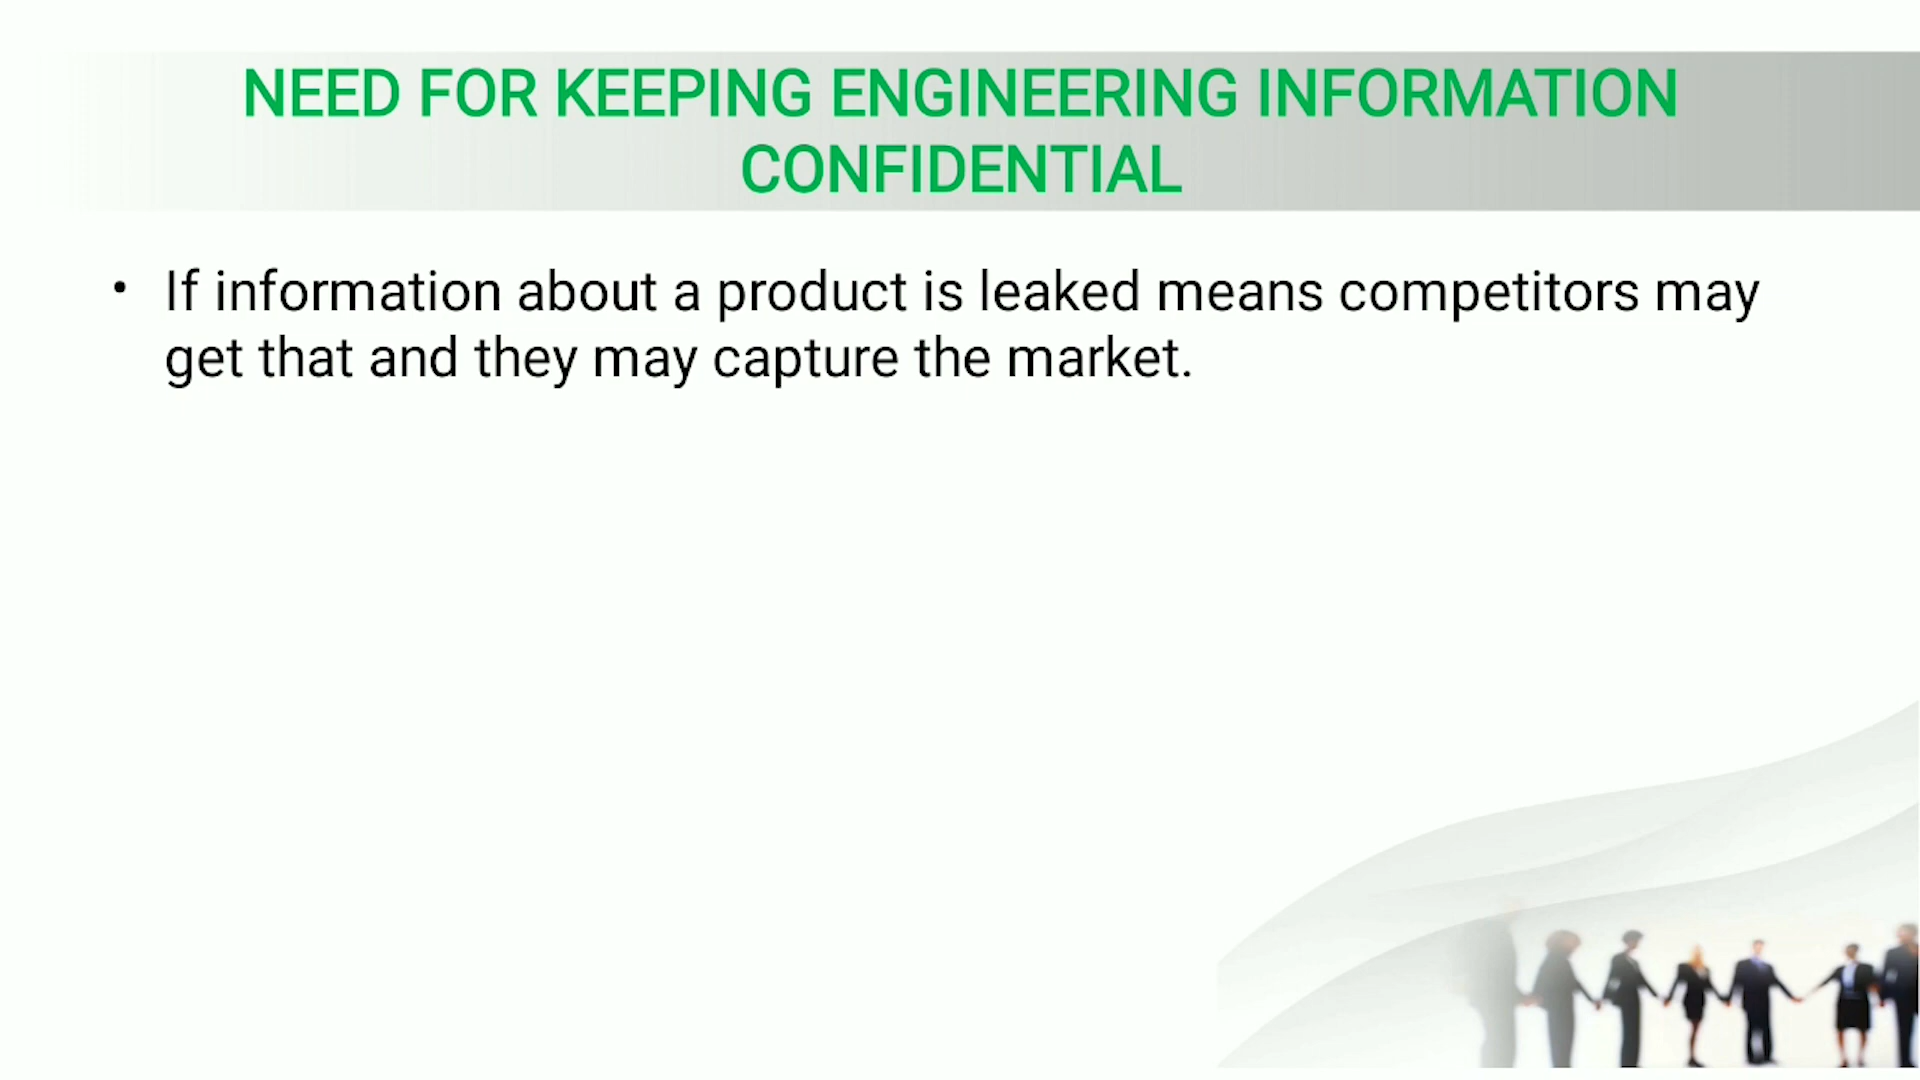 NEED FOR KEEPING ENGINEERING INFORMATION
CONFIDENTIAL
• If information about a product is leaked means competitors may
get that and they may capture the market.